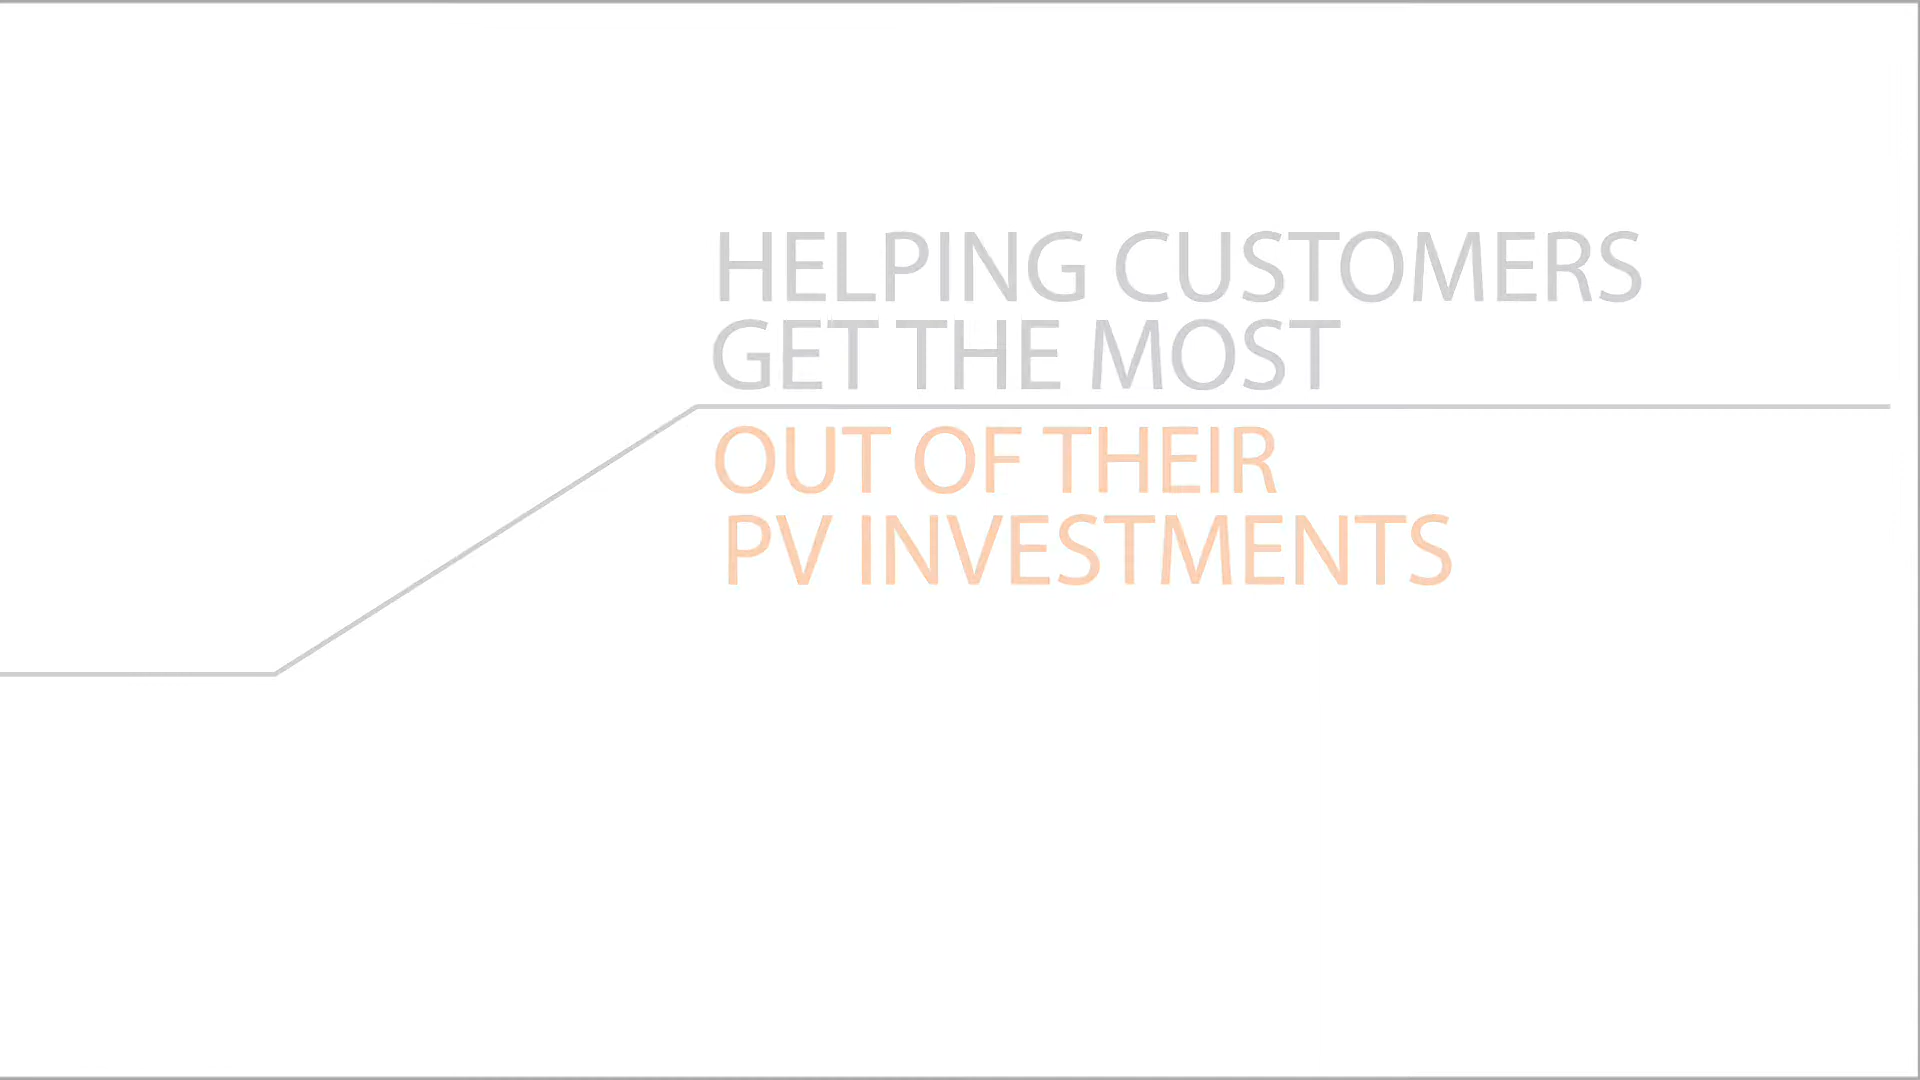 HELPING CUSTOMERS
GET THE MOST
OUT OF THEIR
PV INVESTMENTS